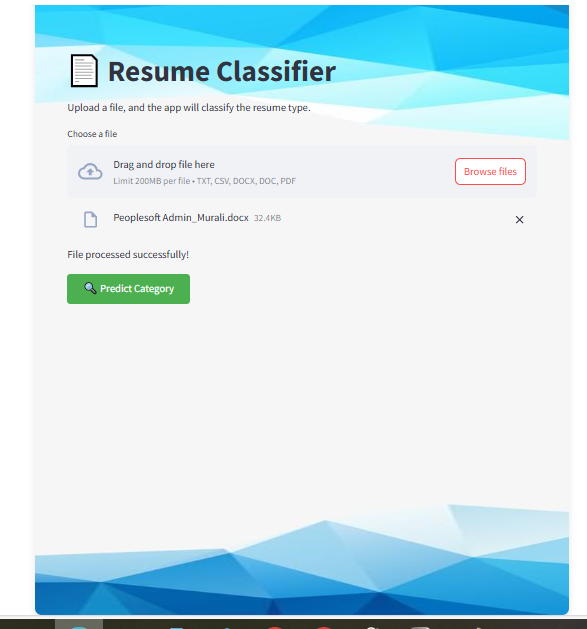 Resume Classifier
Upload a file, and the app will classify the resume type.
Choose a file
Drag and drop file here
Limit 200MB per file • TXT, CSV, DOCX, DOC, PDF
Browse files
Peoplesoft Admin_Murali.docx 32.4KB
File processed successfully!
Predict Category